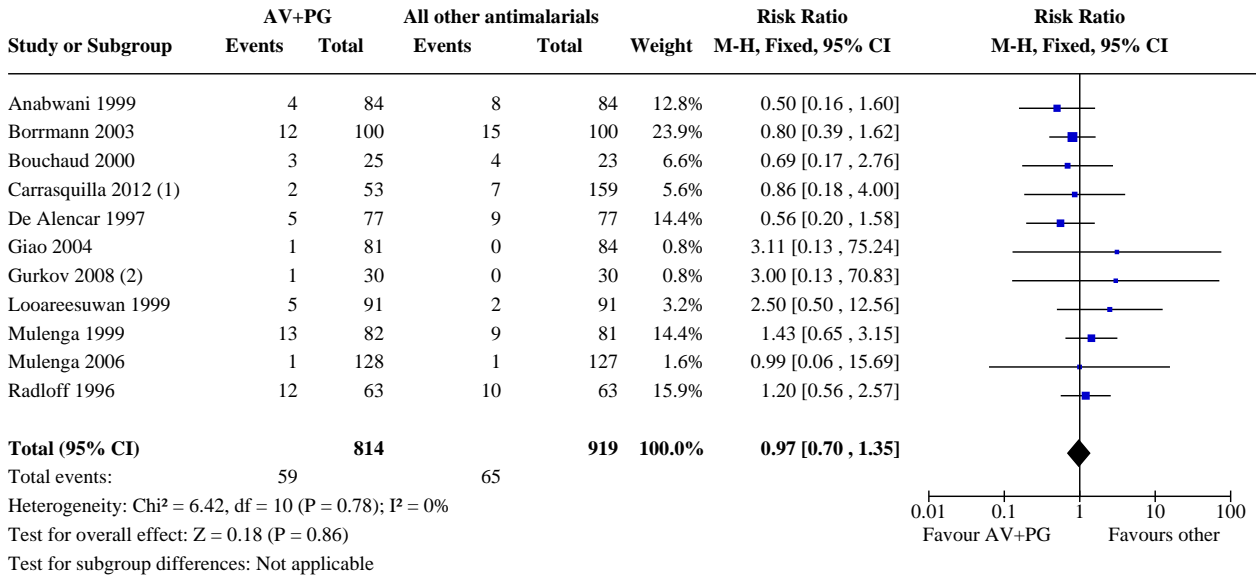 AV+PG All other antimalarials Risk Ratio Risk Ratio
Study or Subgroup Events Total Events Total Weight M-H, Fixed, 95% CI M-H, Fixed, 95% CI
Anabwani 1999 4 84 8 84 12.8% 0.50 [0.16 , 1.60]
Borrmann 2003 12 100 15 100 23.9% 0.80 [0.39 , 1.62]
Bouchaud 2000 3 25 4 23 6.6% 0.69 [0.17 , 2.76]
Carrasquilla 2012 (1) 2 53 7 159 5.6% 0.86 [0.18 , 4.00]
De Alencar 1997 5 77 9 77 14.4% 0.56 [0.20 , 1.58]
Giao 2004 1 81 0 84 0.8% 3.11 [0.13 , 75.24]
Gurkov 2008 (2) 1 30 0 30 0.8% 3.00 [0.13 , 70.83]
Looareesuwan 1999 5 91 2 91 3.2% 2.50 [0.50 , 12.56]
Mulenga 1999 13 82 9 81 14.4% 1.43 [0.65 , 3.15]
Mulenga 2006 1 128 1 127 1.6% 0.99 [0.06 , 15.69]
Radloff 1996 12 63 10 63 15.9% 1.20 [0.56 , 2.57]
Total (95% CI) 814 919 100.0% 0.97 [0.70 , 1.35]
Total events: 59 65
Heterogeneity: Chi² = 6.42, df = 10 (P = 0.78); I² = 0%
0.01 0.1 1 10 100
Test for overall effect: Z = 0.18 (P = 0.86)
Favour AV+PG Favours other
Test for subgroup differences: Not applicable